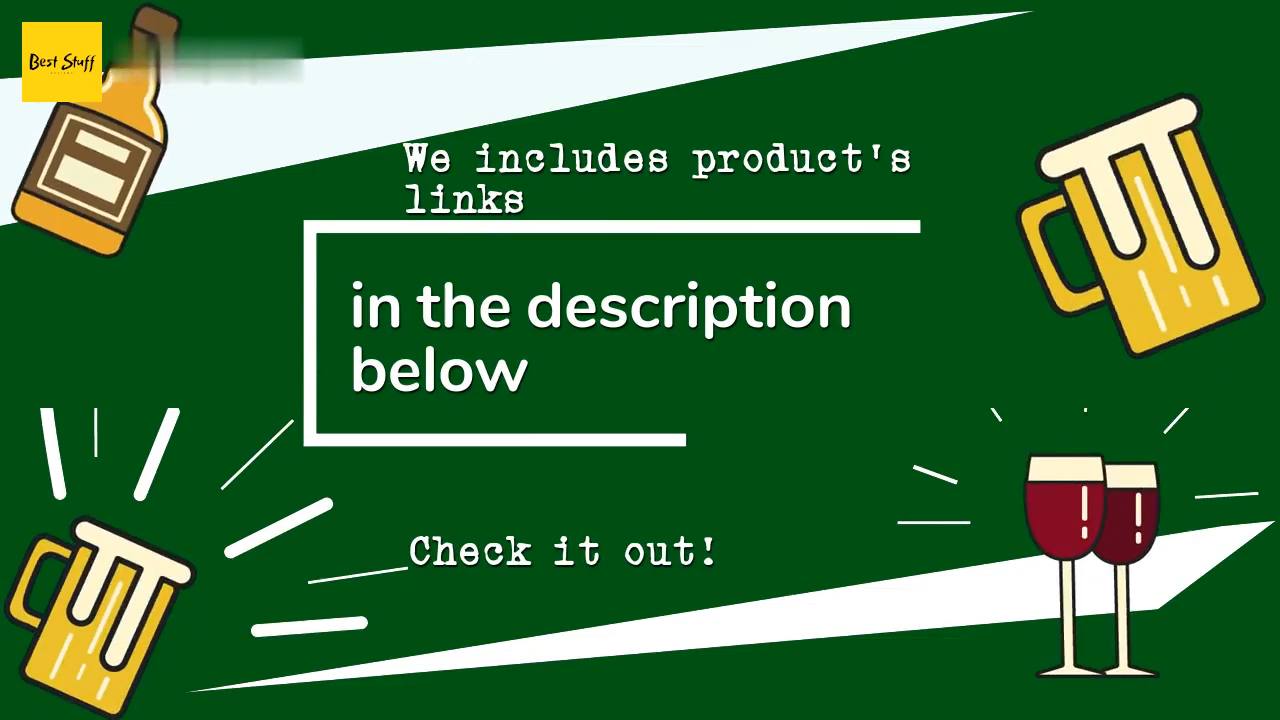 Best Stuff
We includes product's
links
in the description
below
Check it out!